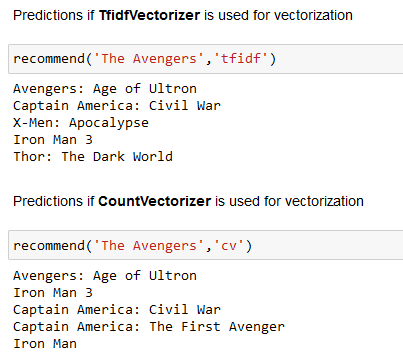 Predictions if TfidfVectorizer is used for vectorization
recommend('The Avengers','tfidf')
Avengers: Age of Ultron
Captain America: Civil War
X-Men: Apocalypse
Iron Man 3
Thor: The Dark World
Predictions if CountVectorizer is used for vectorization
recommend('The Avengers','cv')
Avengers: Age of Ultron
Iron Man 3
Captain America: Civil War
Captain America: The First Avenger
Iron Man